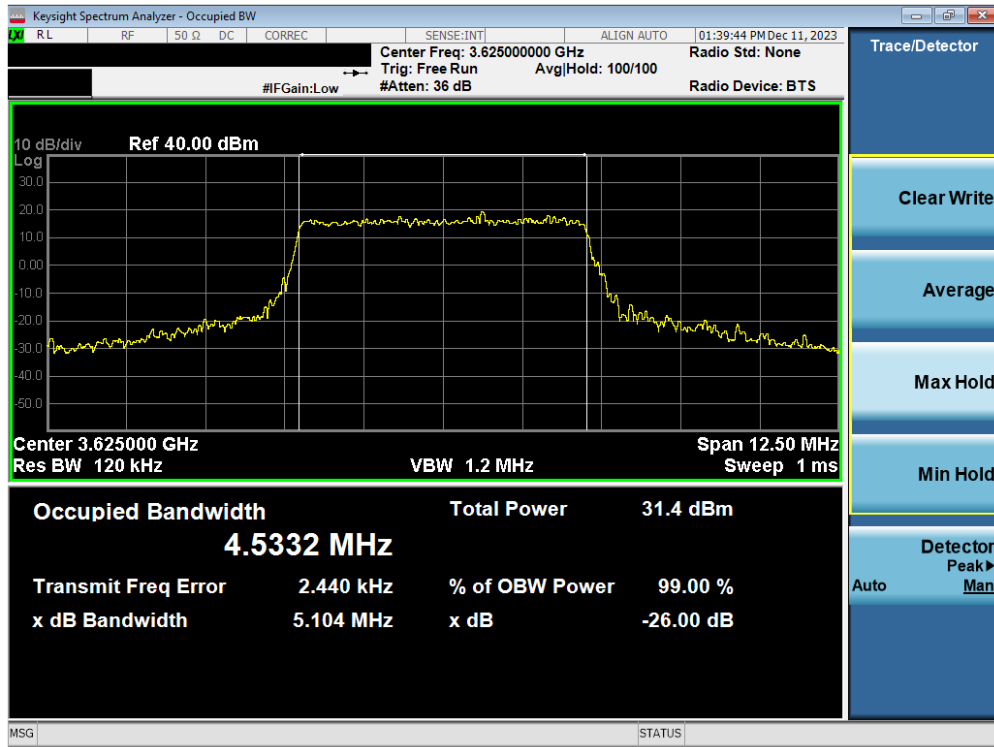 Keysight Spectrum Analyzer - Occupied BW
LXI RL RF 50 Ω DC CORREC SENSE:INT ALIGN AUTO 01:39:44 PM Dec 11, 2023
Center Freq: 3.625000000 GHz Radio Std: None
Trig: Free Run Avg|Hold: 100/100
#IFGain:Low #Atten: 36 dB Radio Device: BTS
10 dB/div Ref 40.00 dBm
Log
30.0
20.0
10.0
0.00
-10.0
-20.0
-30.0
-40.0
-50.0
Center 3.625000 GHz Span 12.50 MHz
Res BW 120 kHz VBW 1.2 MHz Sweep 1 ms
Occupied Bandwidth Total Power 31.4 dBm
4.5332 MHz
Transmit Freq Error 2.440 kHz % of OBW Power 99.00 %
x dB Bandwidth 5.104 MHz x dB -26.00 dB
MSG STATUS
Trace/Detector
Clear Write
Average
Max Hold
Min Hold
Detector
Peak▶
Auto Man